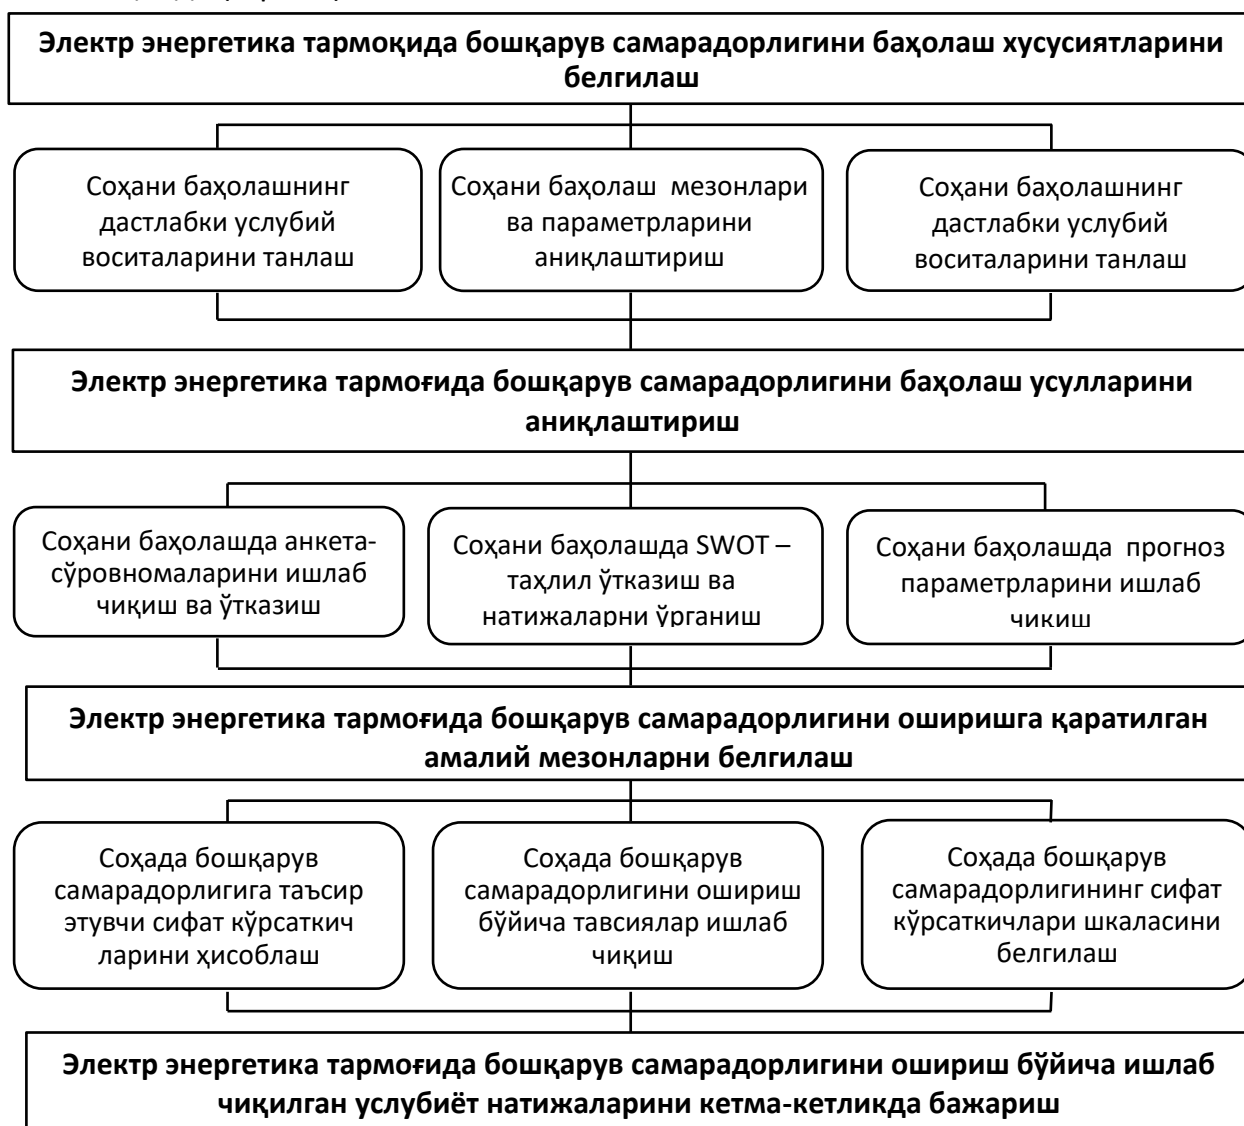 Электр энергетика тармоқида бошқарув самарадорлигини баҳолаш хусусиятларини
белгилаш
Соҳани баҳолашнинг
дастлабки услубий
воситаларини танлаш
Соҳани баҳолаш мезонлари
ва параметрларини
аниқлаштириш
Соҳани баҳолашнинг
дастлабки услубий
воситаларини танлаш
Электр энергетика тармоғида бошқарув самарадорлигини баҳолаш усулларини
аниқлаштириш
Соҳани баҳолашда анкета-
сўровномаларини ишлаб
чиқиш ва ўтказиш
Соҳани баҳолашда SWOT –
таҳлил ўтказиш ва
натижаларни ўрганиш
Соҳани баҳолашда прогноз
параметрларини ишлаб
чикиш
Электр энергетика тармоғида бошқарув самарадорлигини оширишга қаратилган
амалий мезонларни белгилаш
Соҳада бошқарув
самарадорлигига таъсир
этувчи сифат кўрсаткич
ларини ҳисоблаш
Соҳада бошқарув
самарадорлигини ошириш
бўйича тавсиялар ишлаб
чиқиш
Соҳада бошқарув
самарадорлигининг сифат
кўрсаткичлари шкаласини
белгилаш
Электр энергетика тармоғида бошқарув самарадорлигини ошириш бўйича ишлаб
чиқилган услубиёт натижаларини кетма-кетликда бажариш